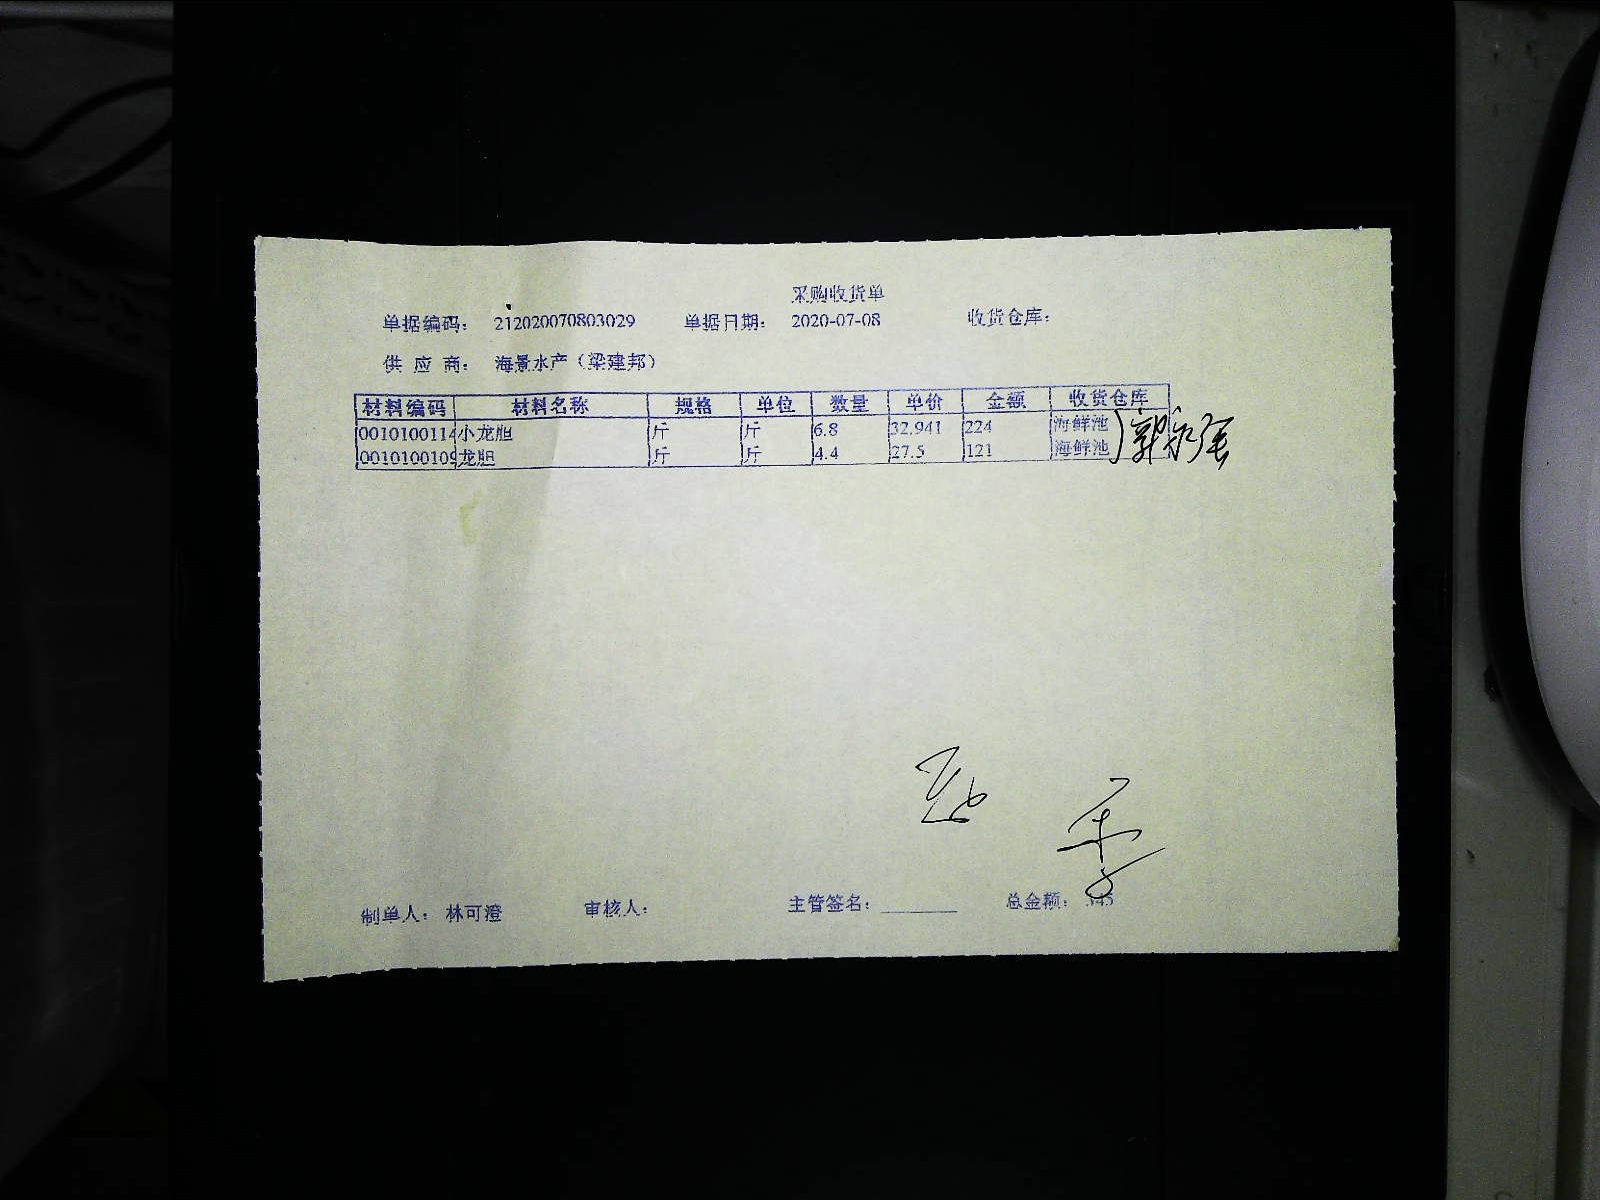 采购收货单
单据编码： 212020070803029 单据日期： 2020-07-08 收货仓库：
供 应 商： 海景水产（梁建邦）
材料编码 材料名称 规格 单位 数量 单价 金额 收货仓库
0010100114 小龙胆 斤 斤 6.8 32.941 224 海鲜池
0010100109 龙胆 斤 斤 4.4 27.5 121 海鲜池
郭永强
制单人： 林可澄 审核人： 主管签名： 总金额： 345